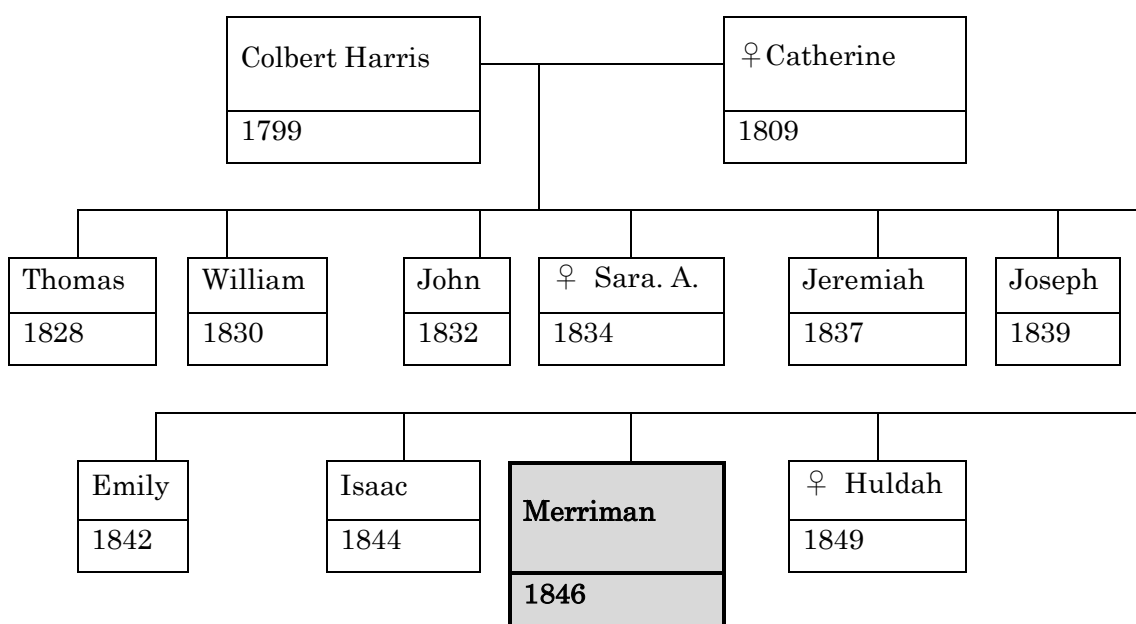 Colbert Harris
♀Catherine
1799
1809
Thomas
William
John
♀ Sara. A.
Jeremiah
Joseph
1828
1830
1832
1834
1837
1839
Emily
Isaac
Merriman
♀ Huldah
1842
1844
1846
1849